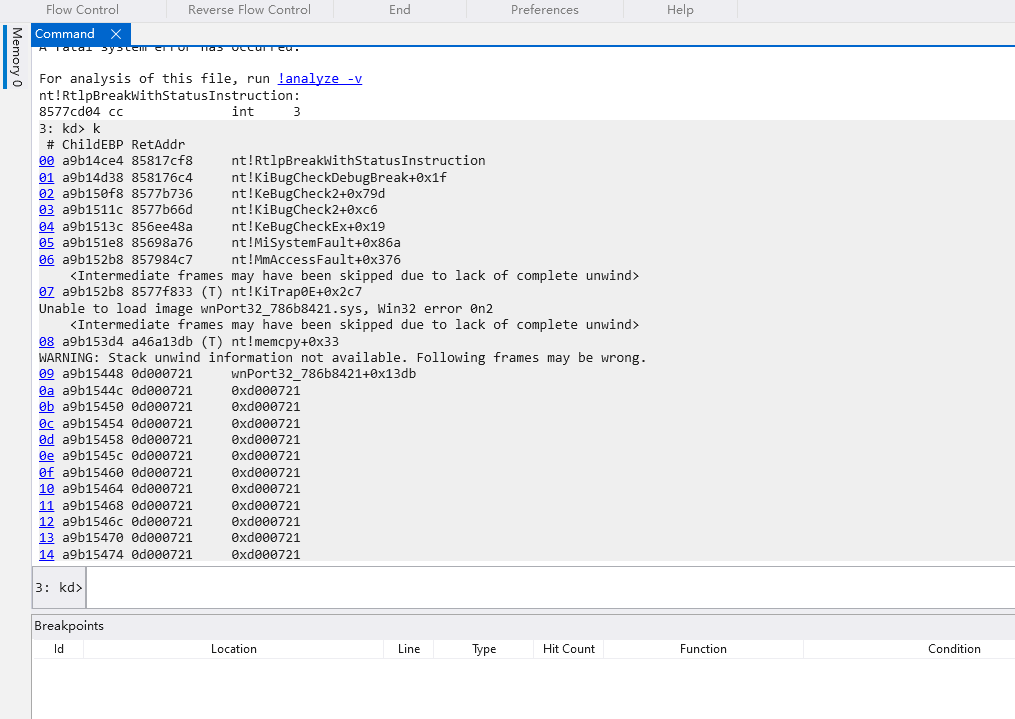 Flow Control Reverse Flow Control End Preferences Help
Memory 0
Command
A fatal system error has occurred.
For analysis of this file, run !analyze -v
nt!RtlpBreakWithStatusInstruction:
8577cd04 cc int 3
3: kd> k
# ChildEBP RetAddr
00 a9b14ce4 85817cf8 nt!RtlpBreakWithStatusInstruction
01 a9b14d38 858176c4 nt!KiBugCheckDebugBreak+0x1f
02 a9b150f8 8577b736 nt!KeBugCheck2+0x79d
03 a9b1511c 8577b66d nt!KiBugCheck2+0xc6
04 a9b1513c 856ee48a nt!KeBugCheckEx+0x19
05 a9b151e8 85698a76 nt!MiSystemFault+0x86a
06 a9b152b8 857984c7 nt!MmAccessFault+0x376
<Intermediate frames may have been skipped due to lack of complete unwind>
07 a9b152b8 8577f833 (T) nt!KiTrap0E+0x2c7
Unable to load image wnPort32_786b8421.sys, Win32 error 0n2
<Intermediate frames may have been skipped due to lack of complete unwind>
08 a9b153d4 a46a13db (T) nt!memcpy+0x33
WARNING: Stack unwind information not available. Following frames may be wrong.
09 a9b15448 0d000721 wnPort32_786b8421+0x13db
0a a9b1544c 0d000721 0xd000721
0b a9b15450 0d000721 0xd000721
0c a9b15454 0d000721 0xd000721
0d a9b15458 0d000721 0xd000721
0e a9b1545c 0d000721 0xd000721
0f a9b15460 0d000721 0xd000721
10 a9b15464 0d000721 0xd000721
11 a9b15468 0d000721 0xd000721
12 a9b1546c 0d000721 0xd000721
13 a9b15470 0d000721 0xd000721
14 a9b15474 0d000721 0xd000721
3: kd>
Breakpoints
Id Location Line Type Hit Count Function Condition